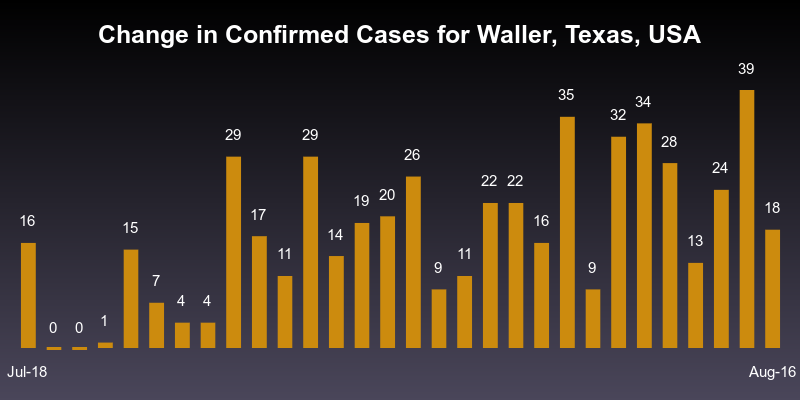 Change in Confirmed Cases for Waller, Texas, USA
16 0 0 1 15 7 4 4 29 17 11 29 14 19 20 26 9 11 22 22 16 35 9 32 34 28 13 24 39 18
Jul-18 Aug-16